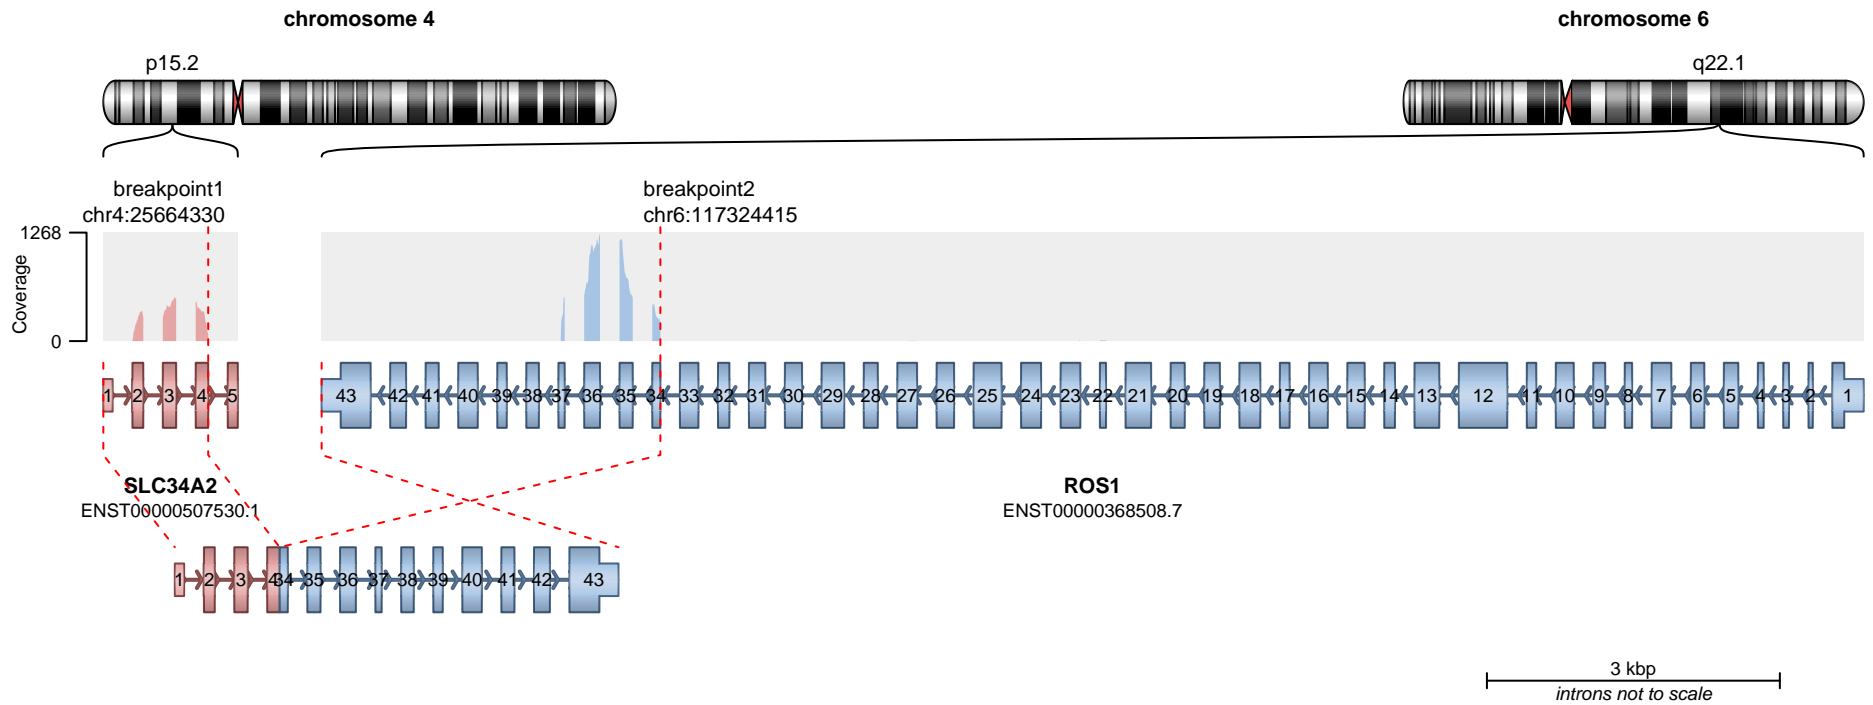 chromosome 4
chromosome 6
p15.2
q22.1
breakpoint1
chr4:25664330
breakpoint2
chr6:117324415
1268
Coverage
0
1 2 3 4 5
43 42 41 40 39 38 37 36 35 34 33 32 31 30 29 28 27 26 25 24 23 22 21 20 19 18 17 16 15 14 13 12 11 10 9 8 7 6 5 4 3 2 1
SLC34A2
ENST00000507530.1
ROS1
ENST00000368508.7
1 2 3 4 34 35 36 37 38 39 40 41 42 43
3 kbp
introns not to scale